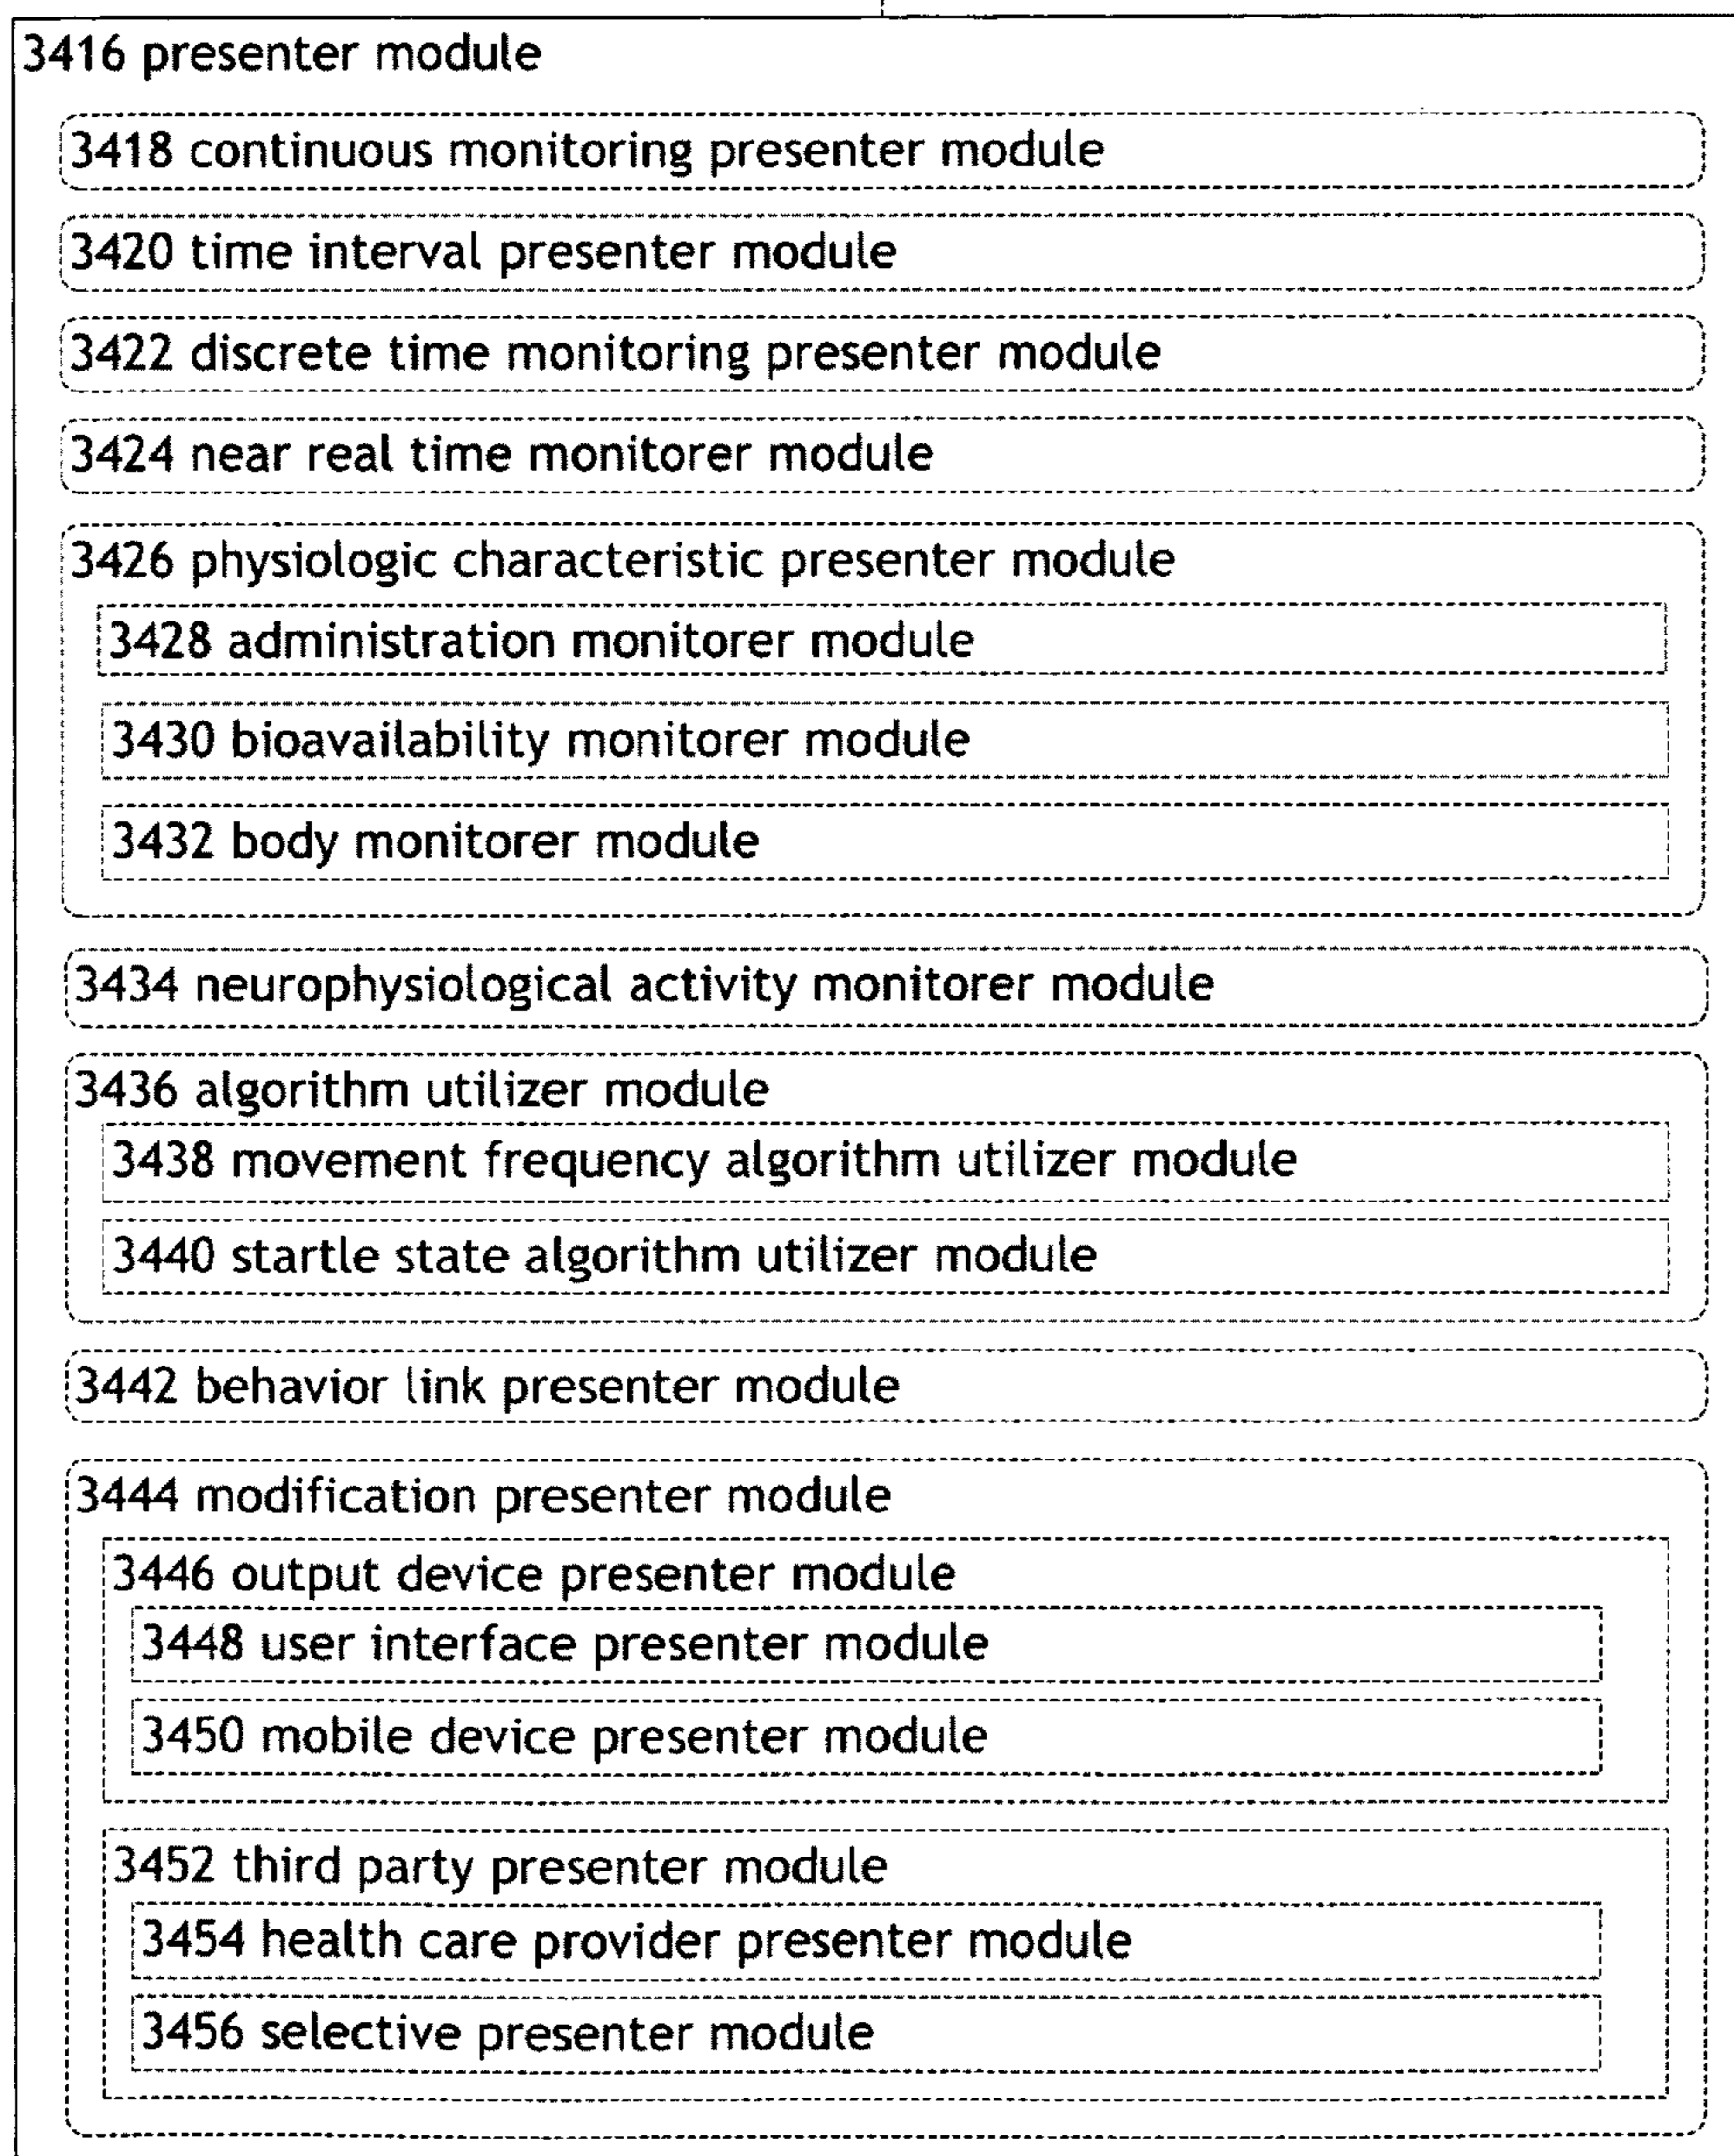 3416 presenter module
3418 continuous monitoring presenter module
3420 time interval presenter module
3422 discrete time monitoring presenter module
3424 near real time monitorer module
3426 physiologic characteristic presenter module
3428 administration monitorer module
3430 bioavailability monitorer module
3432 body monitorer module
3434 neurophysiological activity monitorer module
3436 algorithm utilizer module
3438 movement frequency algorithm utilizer module
3440 startle state algorithm utilizer module
3442 behavior link presenter module
3444 modification presenter module
3446 output device presenter module
3448 user interface presenter module
3450 mobile device presenter module
3452 third party presenter module
3454 health care provider presenter module
3456 selective presenter module